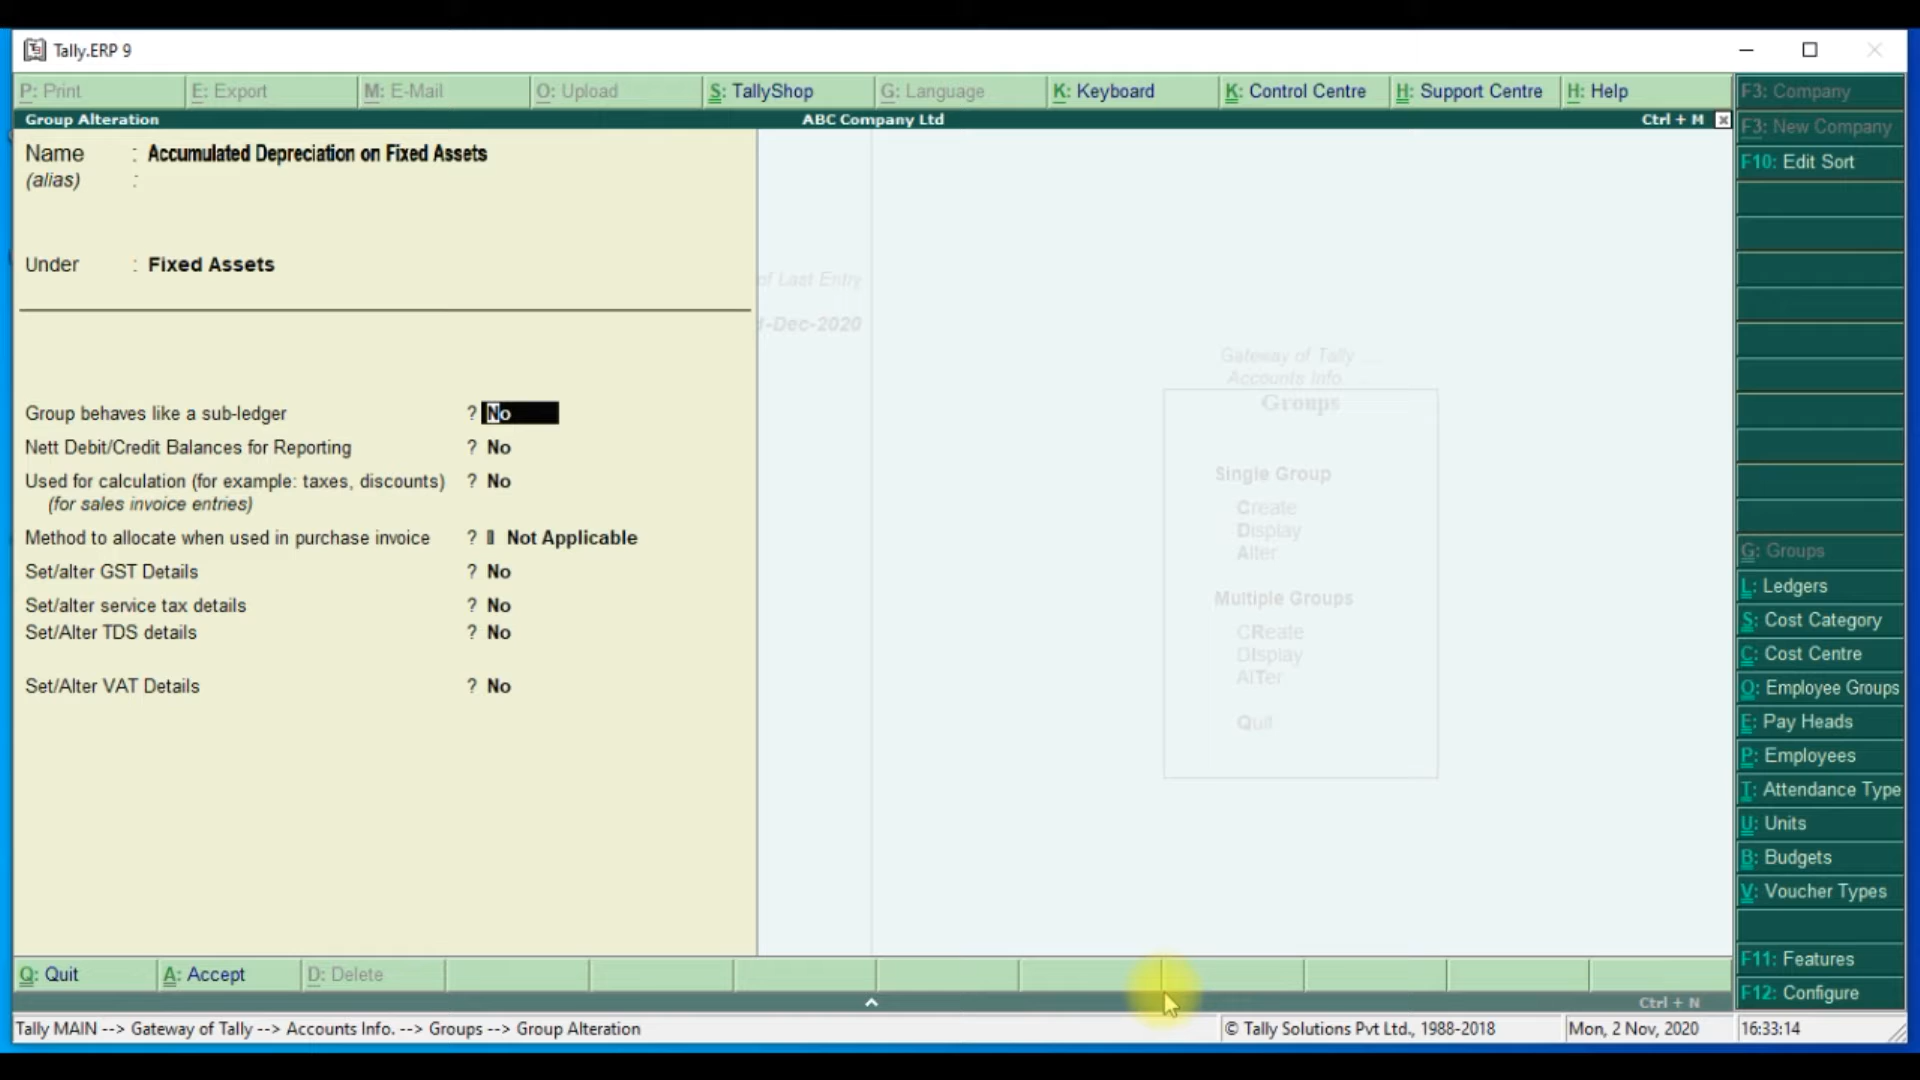 Tally.ERP 9
P: Print E: Export M: E-Mail O: Upload S: TallyShop G: Language K: Keyboard K: Control Centre H: Support Centre H: Help
Group Alteration ABC Company Ltd Ctrl + M
Name : Accumulated Depreciation on Fixed Assets
(alias) :
Under : Fixed Assets
Group behaves like a sub-ledger ? No
Nett Debit/Credit Balances for Reporting ? No
Used for calculation (for example: taxes, discounts) ? No
(for sales invoice entries)
Method to allocate when used in purchase invoice ? Not Applicable
Set/alter GST Details ? No
Set/alter service tax details ? No
Set/Alter TDS details ? No
Set/Alter VAT Details ? No
of Last Entry
-Dec-2020
Gateway of Tally .....
Accounts Info. ...
Groups
Single Group
Create
Display
Alter
Multiple Groups
CReate
DIsplay
AlTer
Quit
F3: Company
F3: New Company
F10: Edit Sort
G: Groups
L: Ledgers
S: Cost Category
C: Cost Centre
O: Employee Groups
E: Pay Heads
P: Employees
T: Attendance Type
U: Units
B: Budgets
V: Voucher Types
F11: Features
F12: Configure
Q: Quit A: Accept D: Delete
Ctrl + N
Tally MAIN --> Gateway of Tally --> Accounts Info. --> Groups --> Group Alteration © Tally Solutions Pvt Ltd., 1988-2018 Mon, 2 Nov, 2020 16:33:14